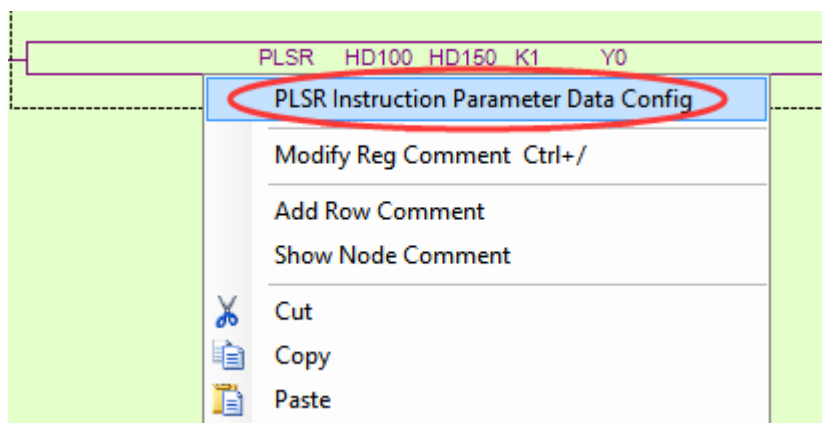 PLSR HD100 HD150 K1 Y0
PLSR Instruction Parameter Data Config
Modify Reg Comment Ctrl+/
Add Row Comment
Show Node Comment
Cut
Copy
Paste